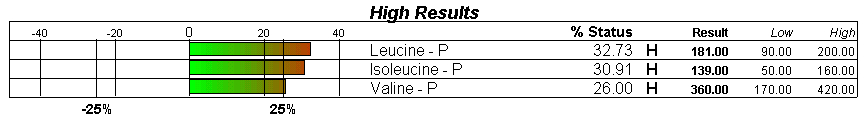 High Results
-40 -20 0 20 40 % Status Result Low High
Leucine - P 32.73 H 181.00 90.00 200.00
Isoleucine - P 30.91 H 139.00 50.00 160.00
Valine - P 26.00 H 360.00 170.00 420.00
-25% 25%